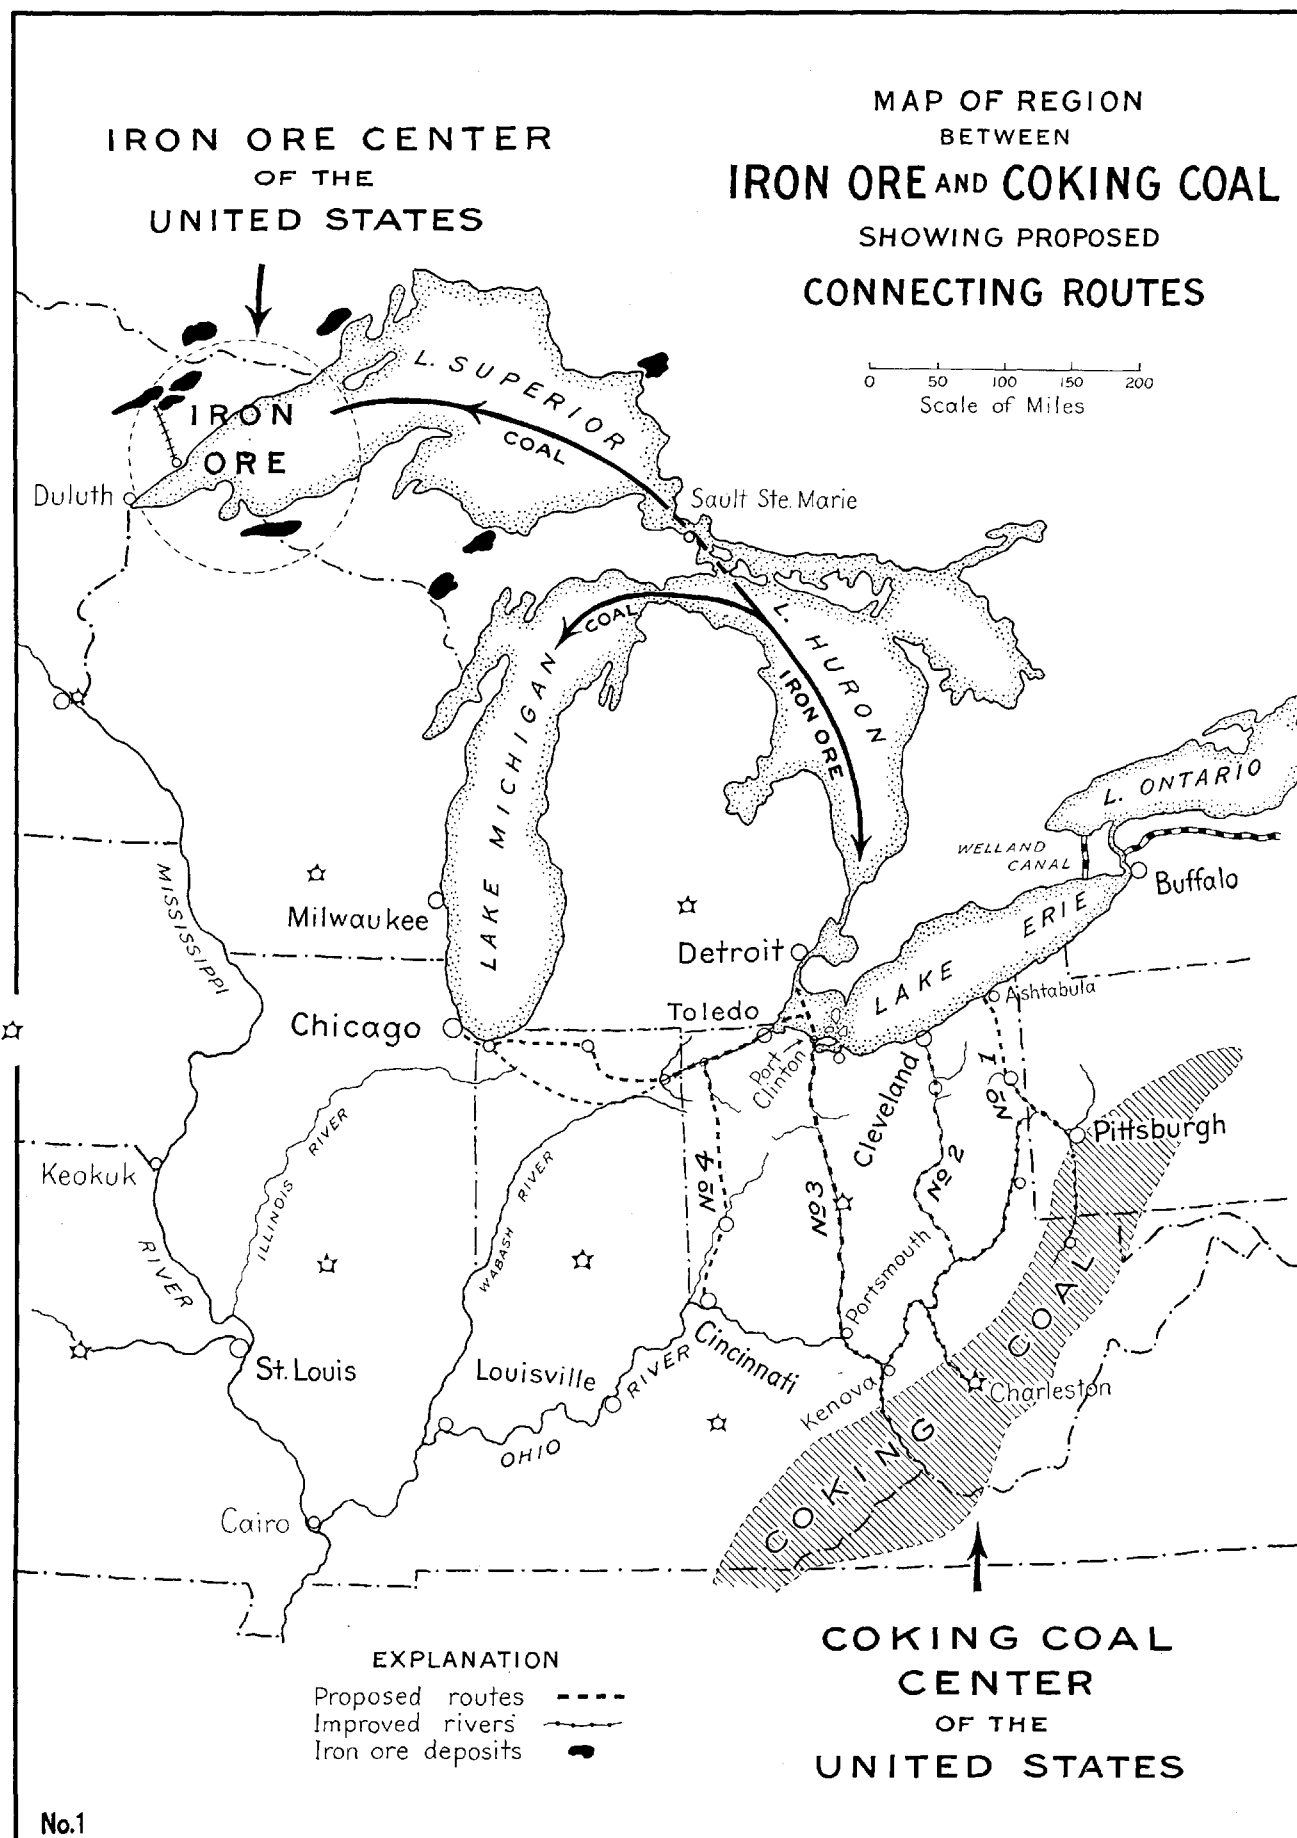 MAP OF REGION
BETWEEN
IRON ORE AND COKING COAL
SHOWING PROPOSED
CONNECTING ROUTES
0 50 100 150 200
Scale of Miles
IRON ORE CENTER
OF THE
UNITED STATES
L. SUPERIOR
IRON
ORE
COAL
Duluth
Sault Ste. Marie
COAL
L. HURON
IRON ORE
LAKE MICHIGAN
L. ONTARIO
WELLAND
CANAL
Buffalo
MISSISSIPPI
Milwaukee
LAKE ERIE
Detroit
Ashtabula
Toledo
Chicago
Port
Clinton
Cleveland
No 1
Pittsburgh
Keokuk
ILLINOIS RIVER
WABASH RIVER
No 4
No 3
No 2
RIVER
Portsmouth
COKING COAL
St. Louis
Louisville
RIVER
Cincinnati
Kenova
Charleston
OHIO
Cairo
EXPLANATION
Proposed routes
Improved rivers
Iron ore deposits
COKING COAL
CENTER
OF THE
UNITED STATES
No.1